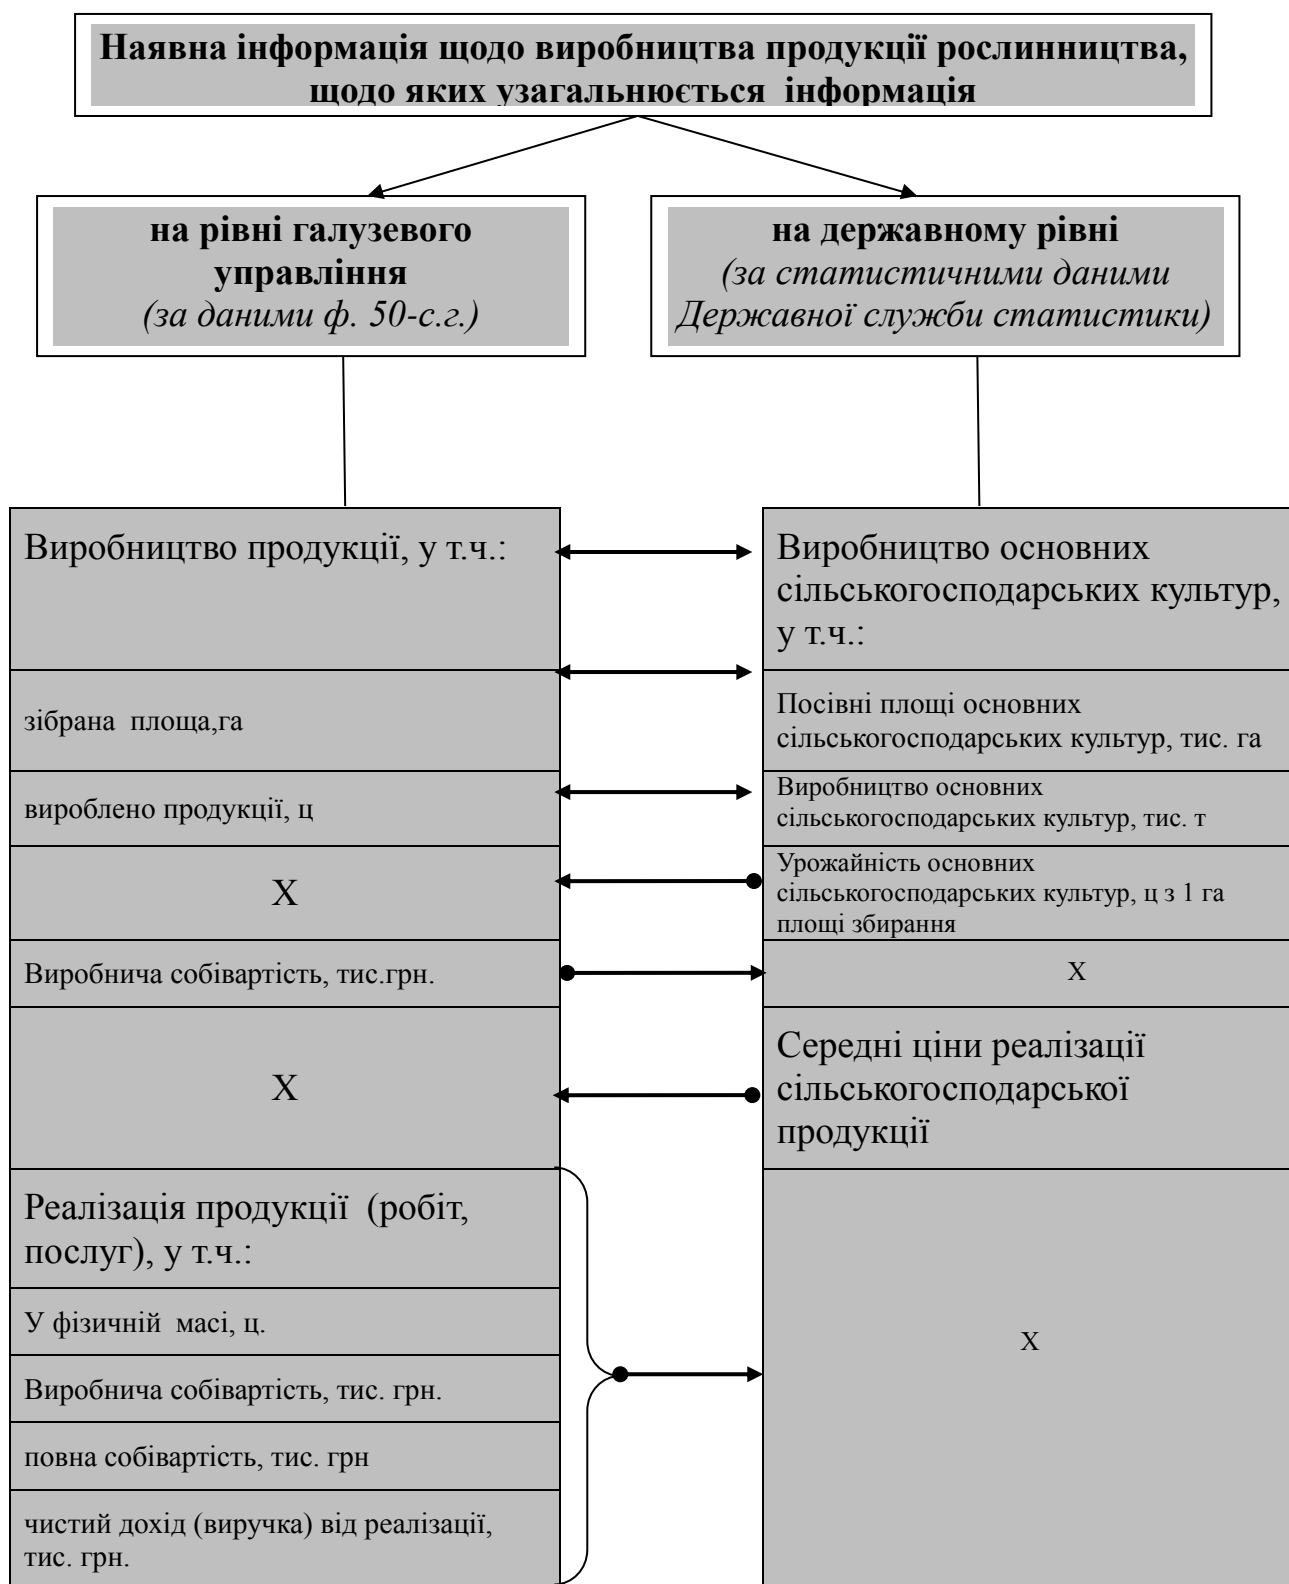 Наявна інформація щодо виробництва продукції рослинництва,
щодо яких узагальнюється інформація
на рівні галузевого
управління
(за даними ф. 50-с.г.)
на державному рівні
(за статистичними даними
Державної служби статистики)
Виробництво продукції, у т.ч.:
Виробництво основних
сільськогосподарських культур,
у т.ч.:
зібрана площа,га
Посівні площі основних
сільськогосподарських культур, тис. га
вироблено продукції, ц
Виробництво основних
сільськогосподарських культур, тис. т
Х
Урожайність основних
сільськогосподарських культур, ц з 1 га
площі збирання
Виробнича собівартість, тис.грн.
Х
Х
Середні ціни реалізації
сільськогосподарської
продукції
Реалізація продукції (робіт,
послуг), у т.ч.:
У фізичній масі, ц.
Виробнича собівартість, тис. грн.
повна собівартість, тис. грн
чистий дохід (виручка) від реалізації,
тис. грн.
Х